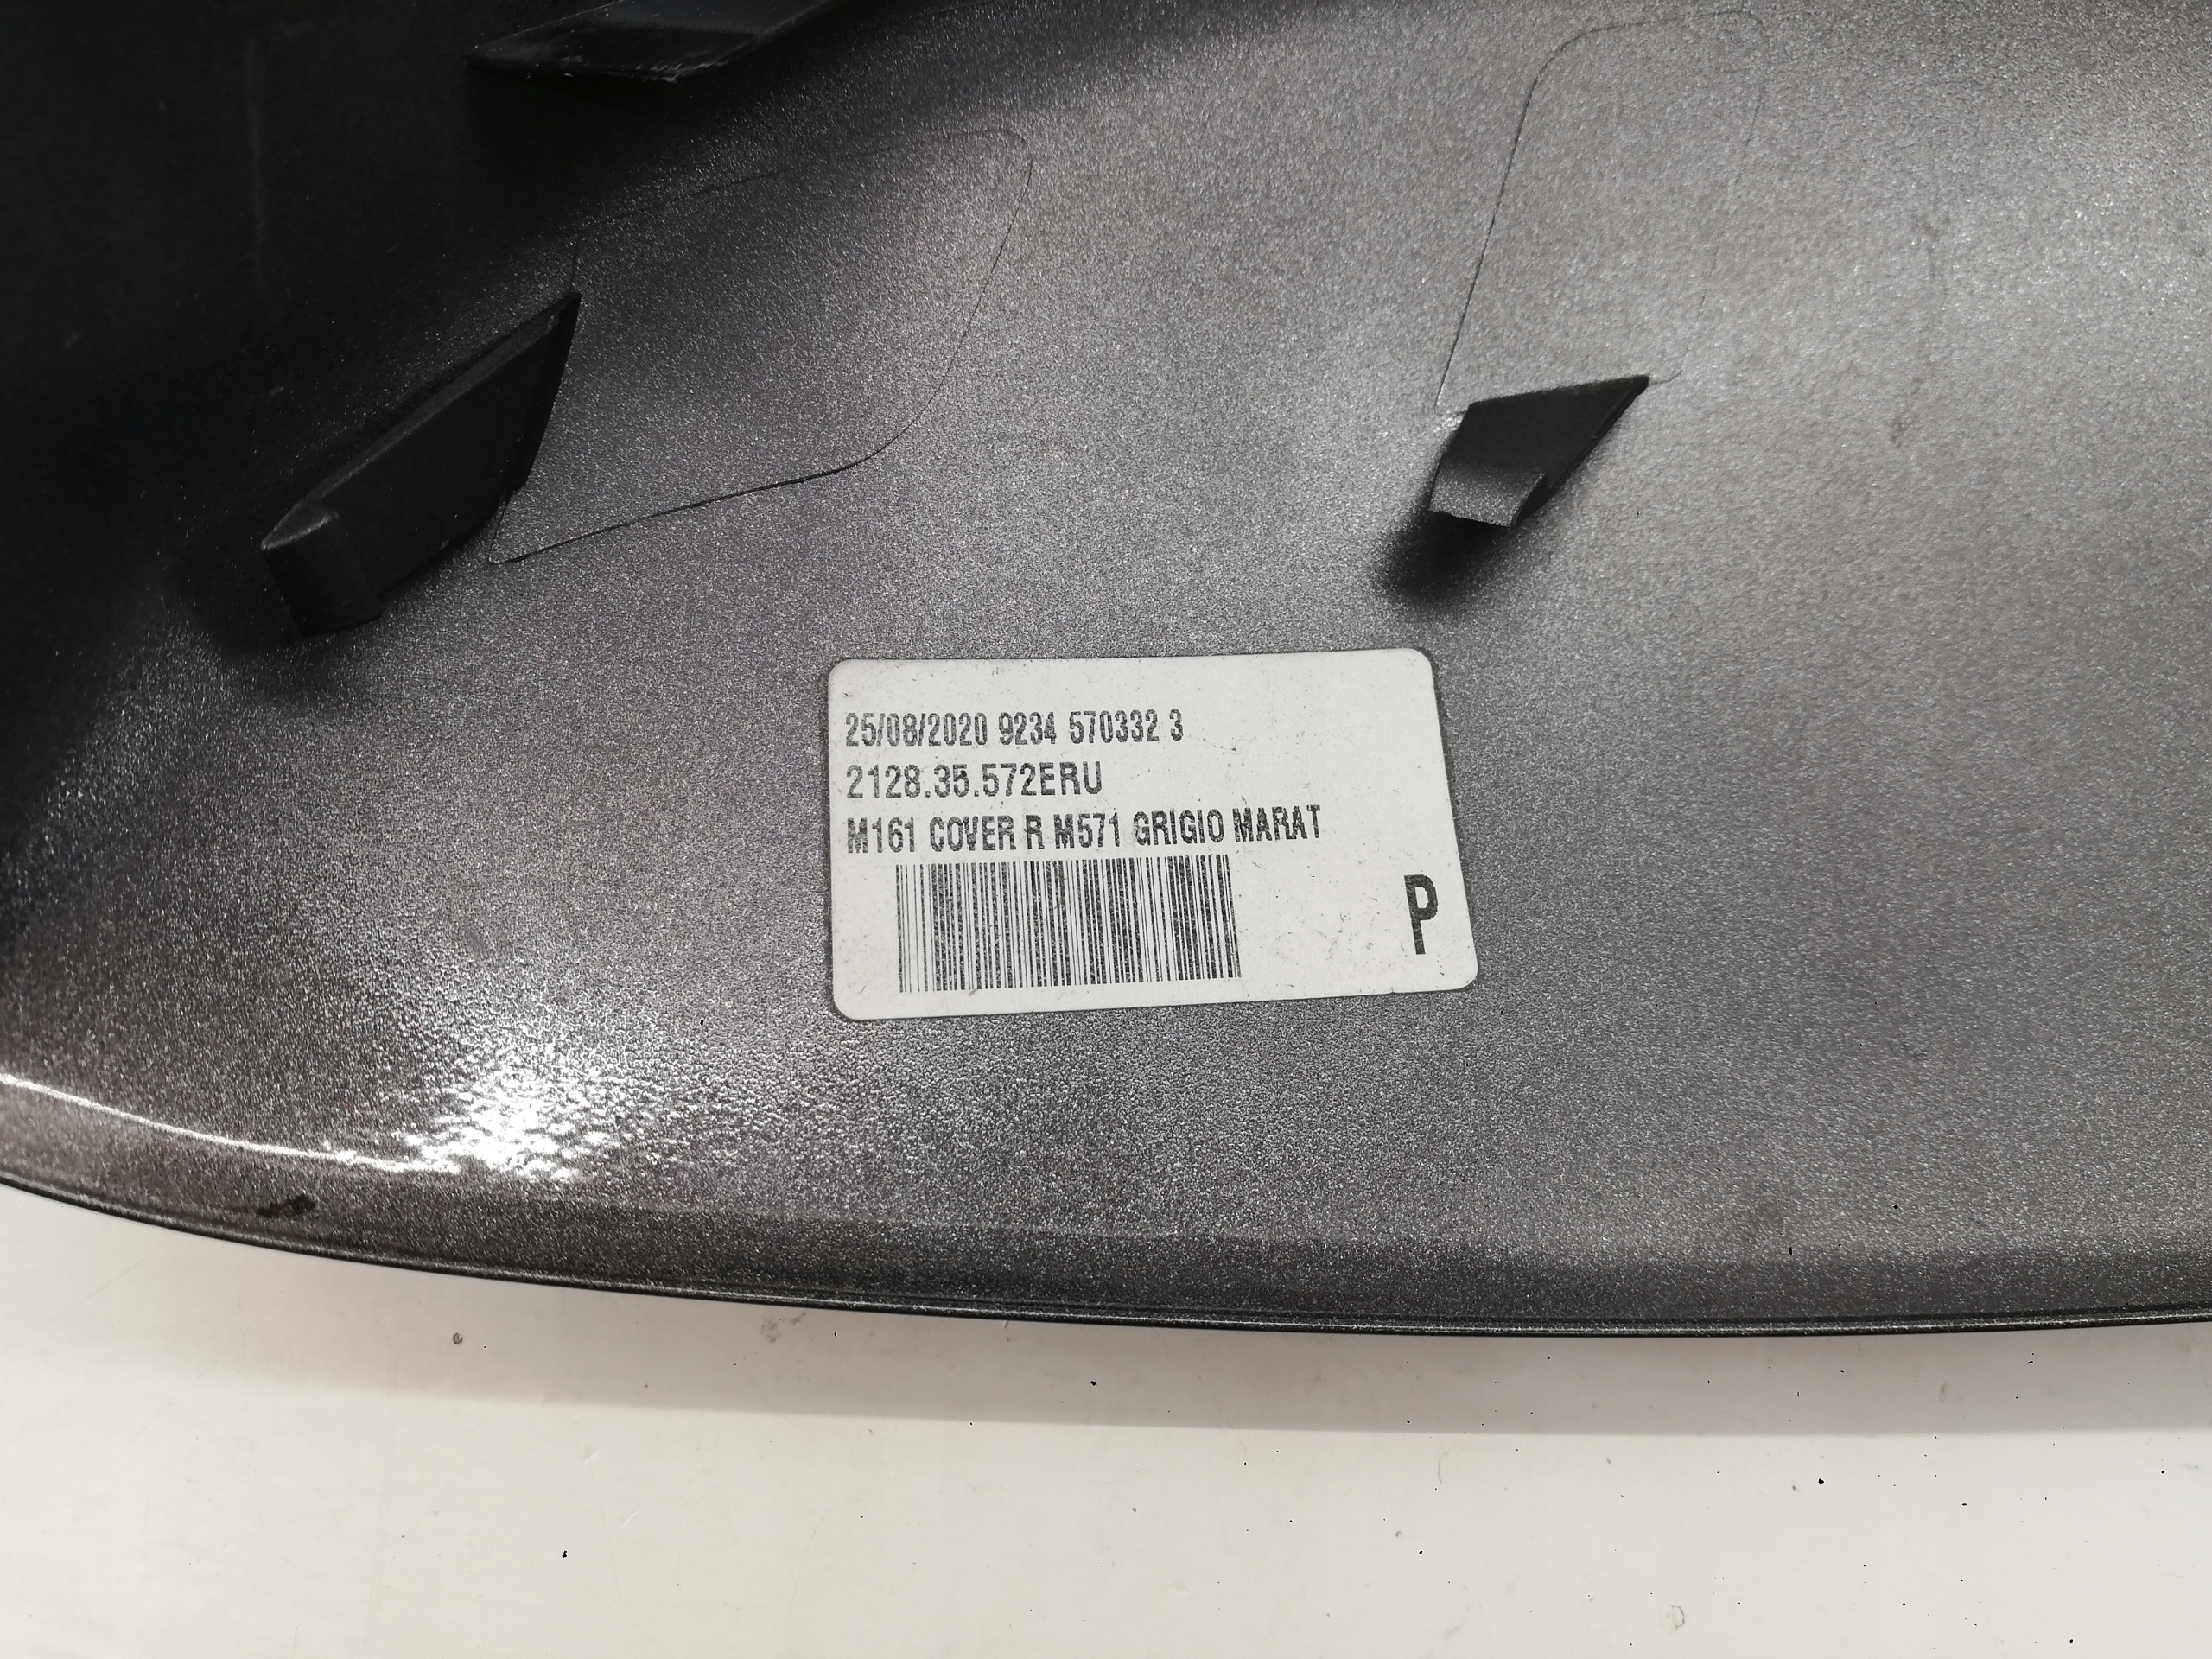 25/08/2020 9234 570332 3
2128.35.572ERU
M161 COVER R M571 GRIGIO MARAT
P